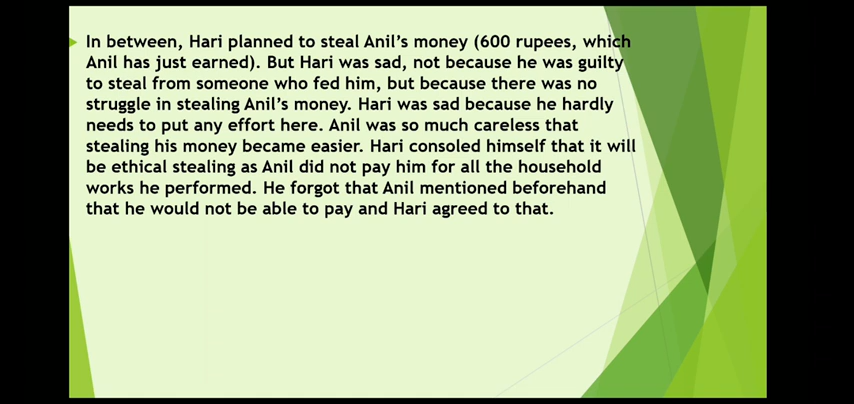 In between, Hari planned to steal Anil’s money (600 rupees, which
Anil has just earned). But Hari was sad, not because he was guilty
to steal from someone who fed him, but because there was no
struggle in stealing Anil’s money. Hari was sad because he hardly
needs to put any effort here. Anil was so much careless that
stealing his money became easier. Hari consoled himself that it will
be ethical stealing as Anil did not pay him for all the household
works he performed. He forgot that Anil mentioned beforehand
that he would not be able to pay and Hari agreed to that.